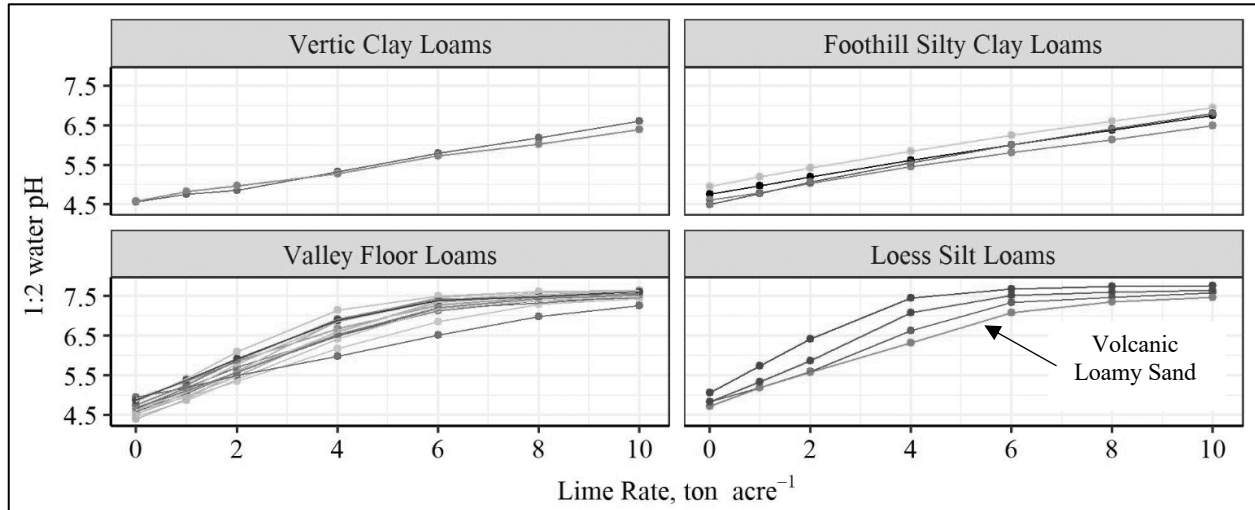 Vertic Clay Loams
Foothill Silty Clay Loams
7.5
6.5
5.5
4.5
1:2 water pH
Valley Floor Loams
Loess Silt Loams
7.5
6.5
5.5
4.5
Volcanic
Loamy Sand
0 2 4 6 8 10
0 2 4 6 8 10
Lime Rate, ton acre⁻¹